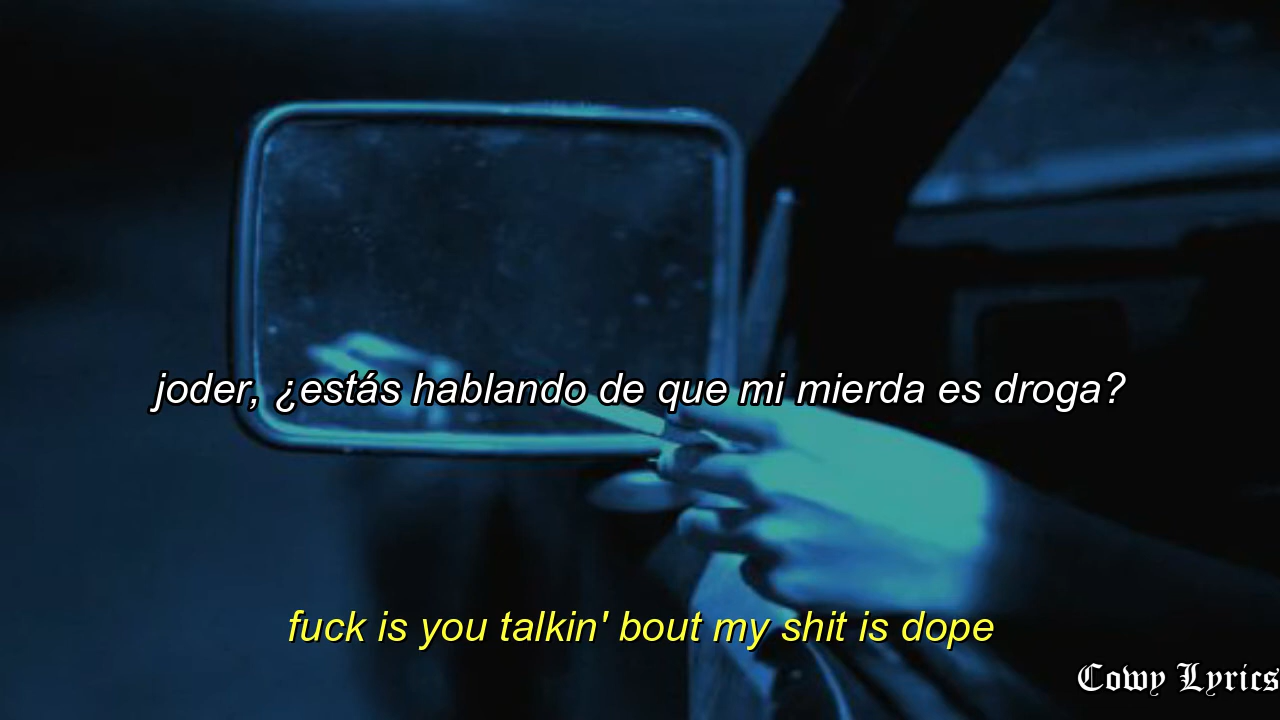 joder, ¿estás hablando de que mi mierda es droga?
fuck is you talkin' bout my shit is dope
Cowy Lyrics